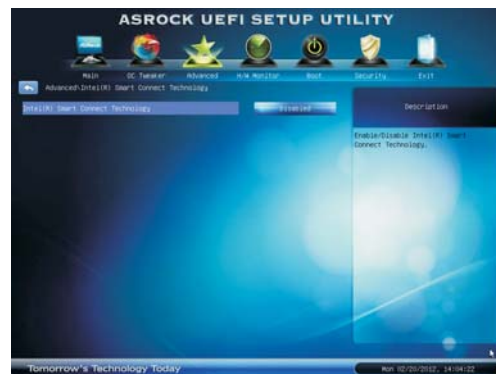 ASROCK UEFI SETUP UTILITY
Main OC Tweaker Advanced H/W Monitor Boot Security Exit
Advanced\Intel(R) Smart Connect Technology
Intel(R) Smart Connect Technology Disabled
Description
Enable/Disable Intel(R) Smart
Connect Technology.
Tomorrow's Technology Today
Mon 02/20/2012, 14:04:22